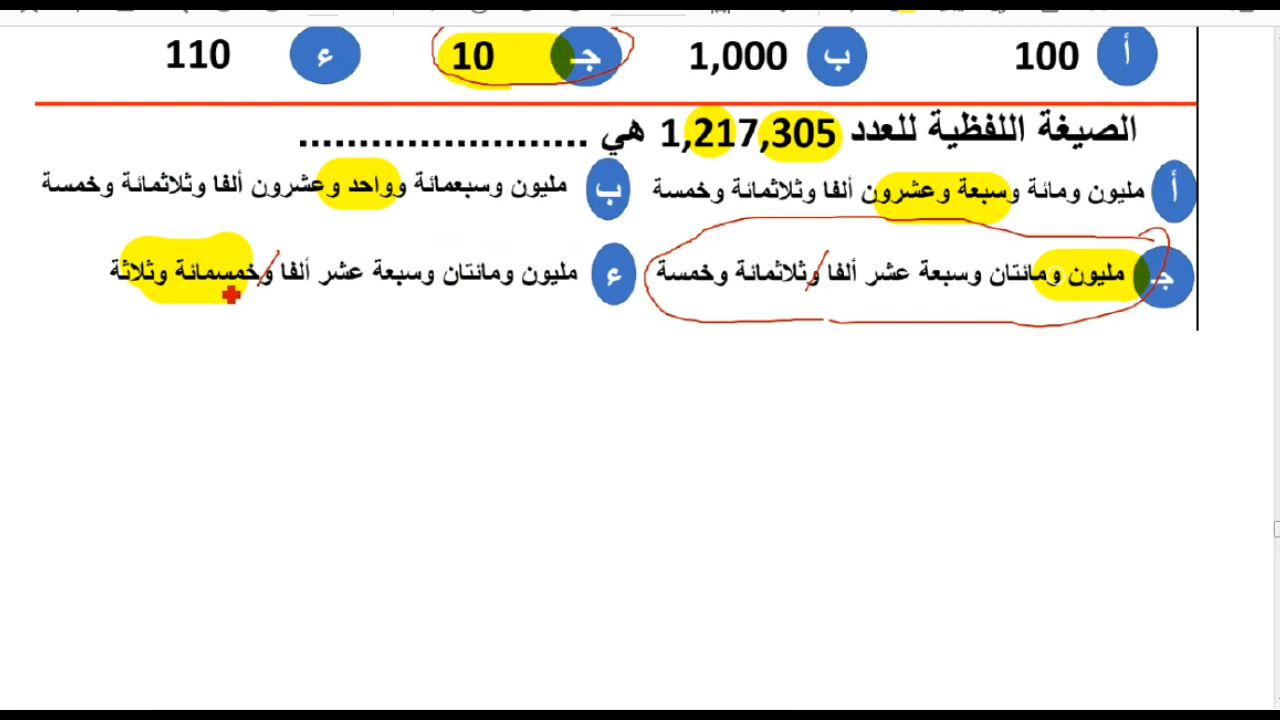 أ 100 ب 1,000 جـ 10 ء 110
الصيغة اللفظية للعدد 1,217,305 هي ........................
أ مليون ومائة وسبعة وعشرون ألفا وثلاثمائة وخمسة ب مليون وسبعمائة وواحد وعشرون ألفا وثلاثمائة وخمسة
جـ مليون ومائتان وسبعة عشر ألفا وثلاثمائة وخمسة ء مليون ومائتان وسبعة عشر ألفا وخمسمائة وثلاثة